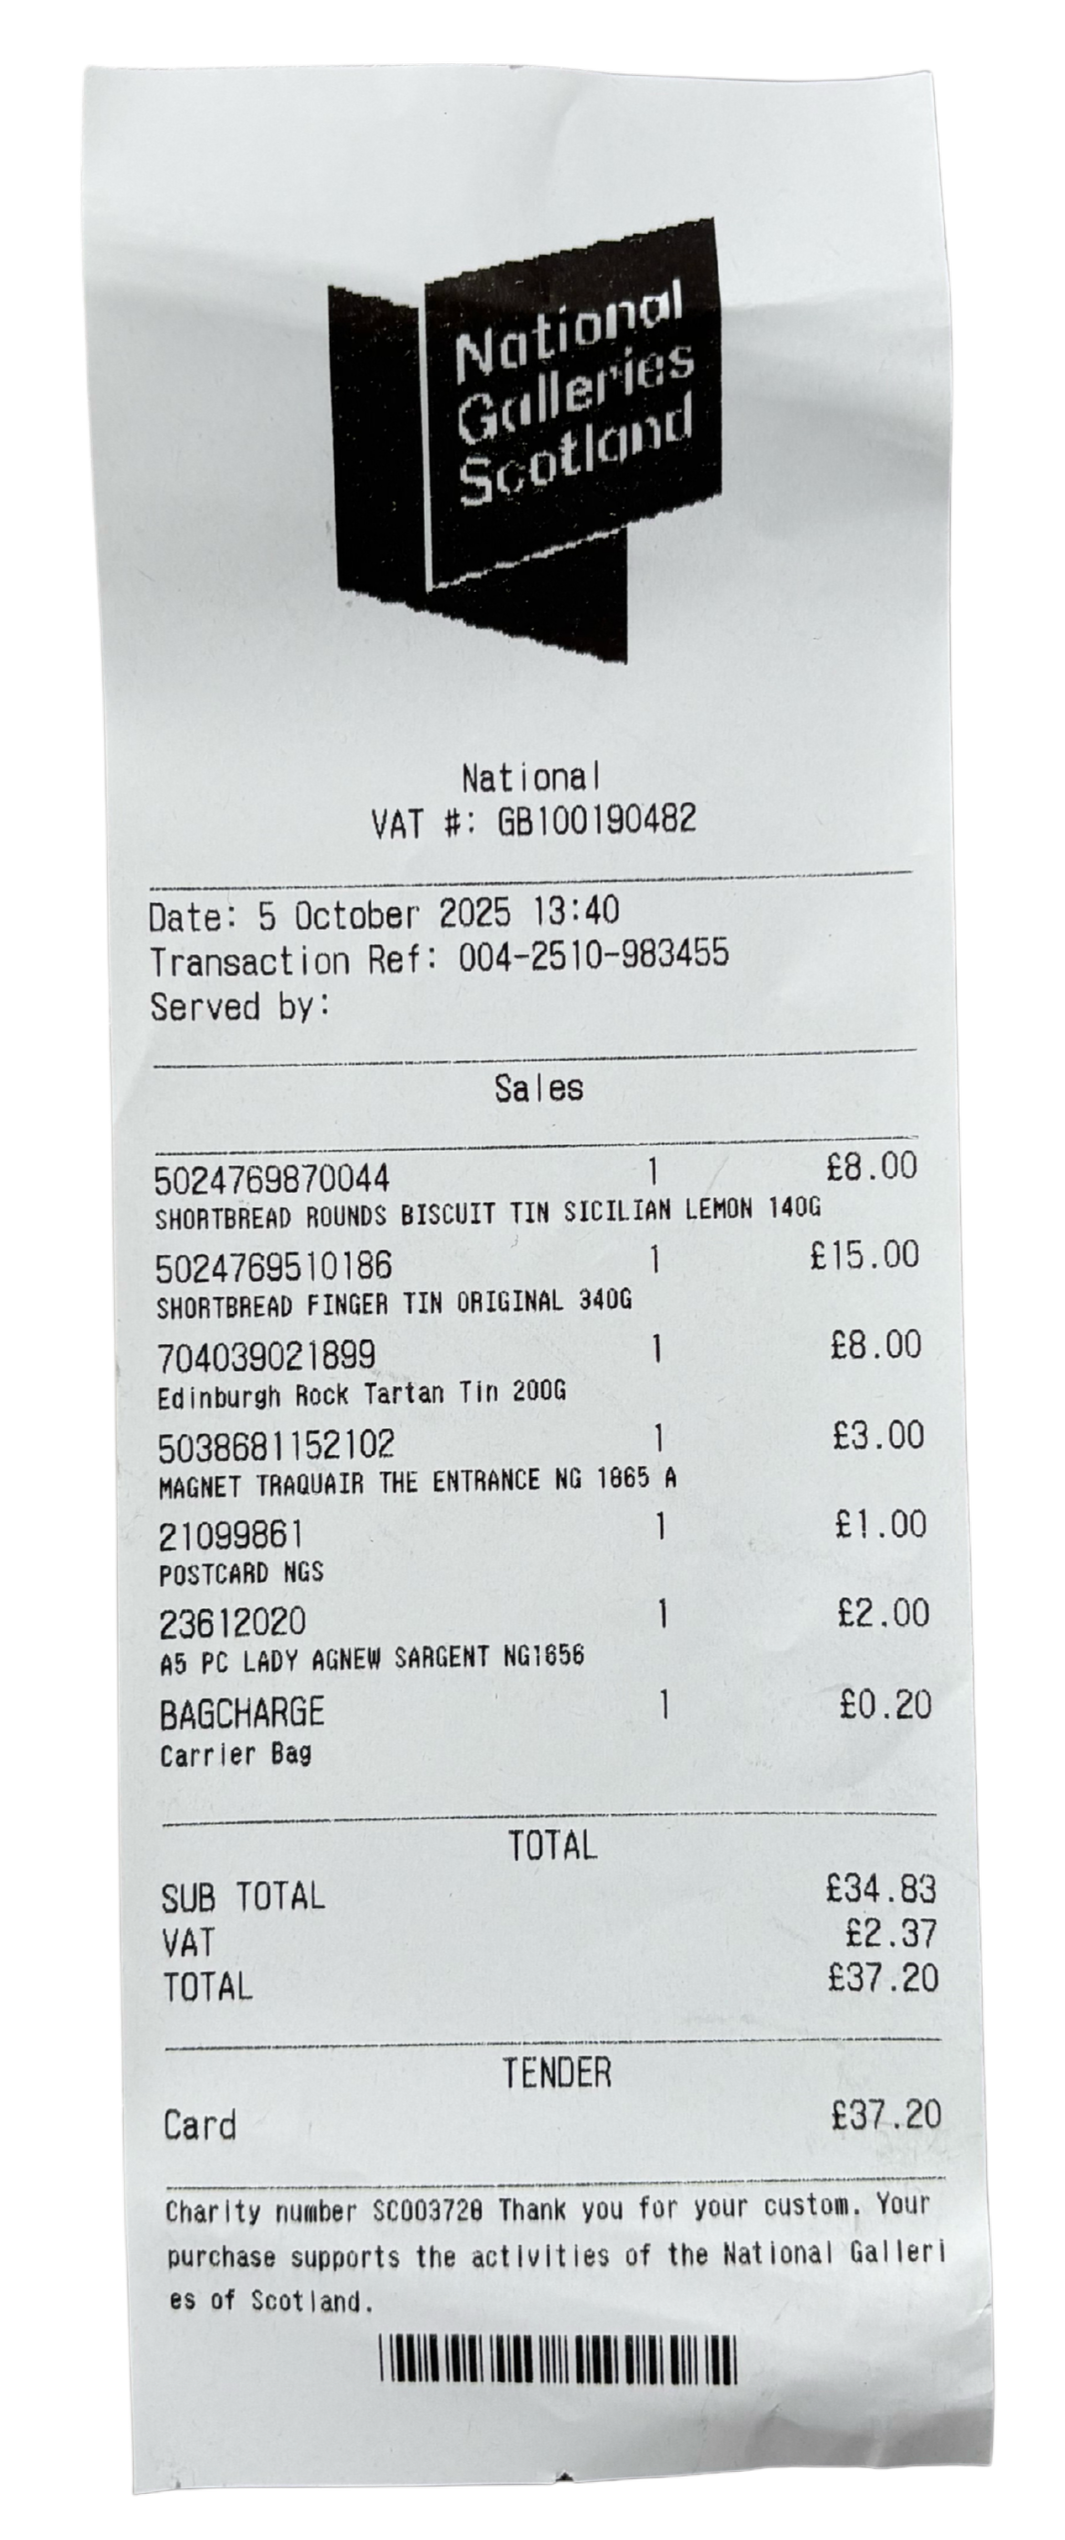 National
Galleries
Scotland
National
VAT #: GB100190482
Date: 5 October 2025 13:40
Transaction Ref: 004-2510-983455
Served by:
Sales
5024769870044 1 £8.00
SHORTBREAD ROUNDS BISCUIT TIN SICILIAN LEMON 140G
5024769510186 1 £15.00
SHORTBREAD FINGER TIN ORIGINAL 340G
704039021899 1 £8.00
Edinburgh Rock Tartan Tin 200G
5038681152102 1 £3.00
MAGNET TRAQUAIR THE ENTRANCE NG 1865 A
21099861 1 £1.00
POSTCARD NGS
23612020 1 £2.00
A5 PC LADY AGNEW SARGENT NG1656
BAGCHARGE 1 £0.20
Carrier Bag
TOTAL
SUB TOTAL £34.83
VAT £2.37
TOTAL £37.20
TENDER
Card £37.20
Charity number SC003728 Thank you for your custom. Your
purchase supports the activities of the National Galleri
es of Scotland.